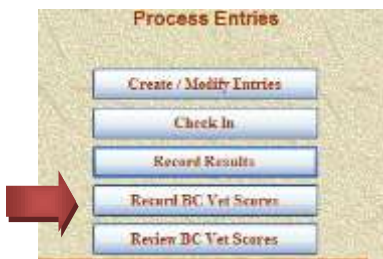 Process Entries
Create / Modify Entries
Check In
Record Results
Record BC Vet Scores
Review BC Vet Scores